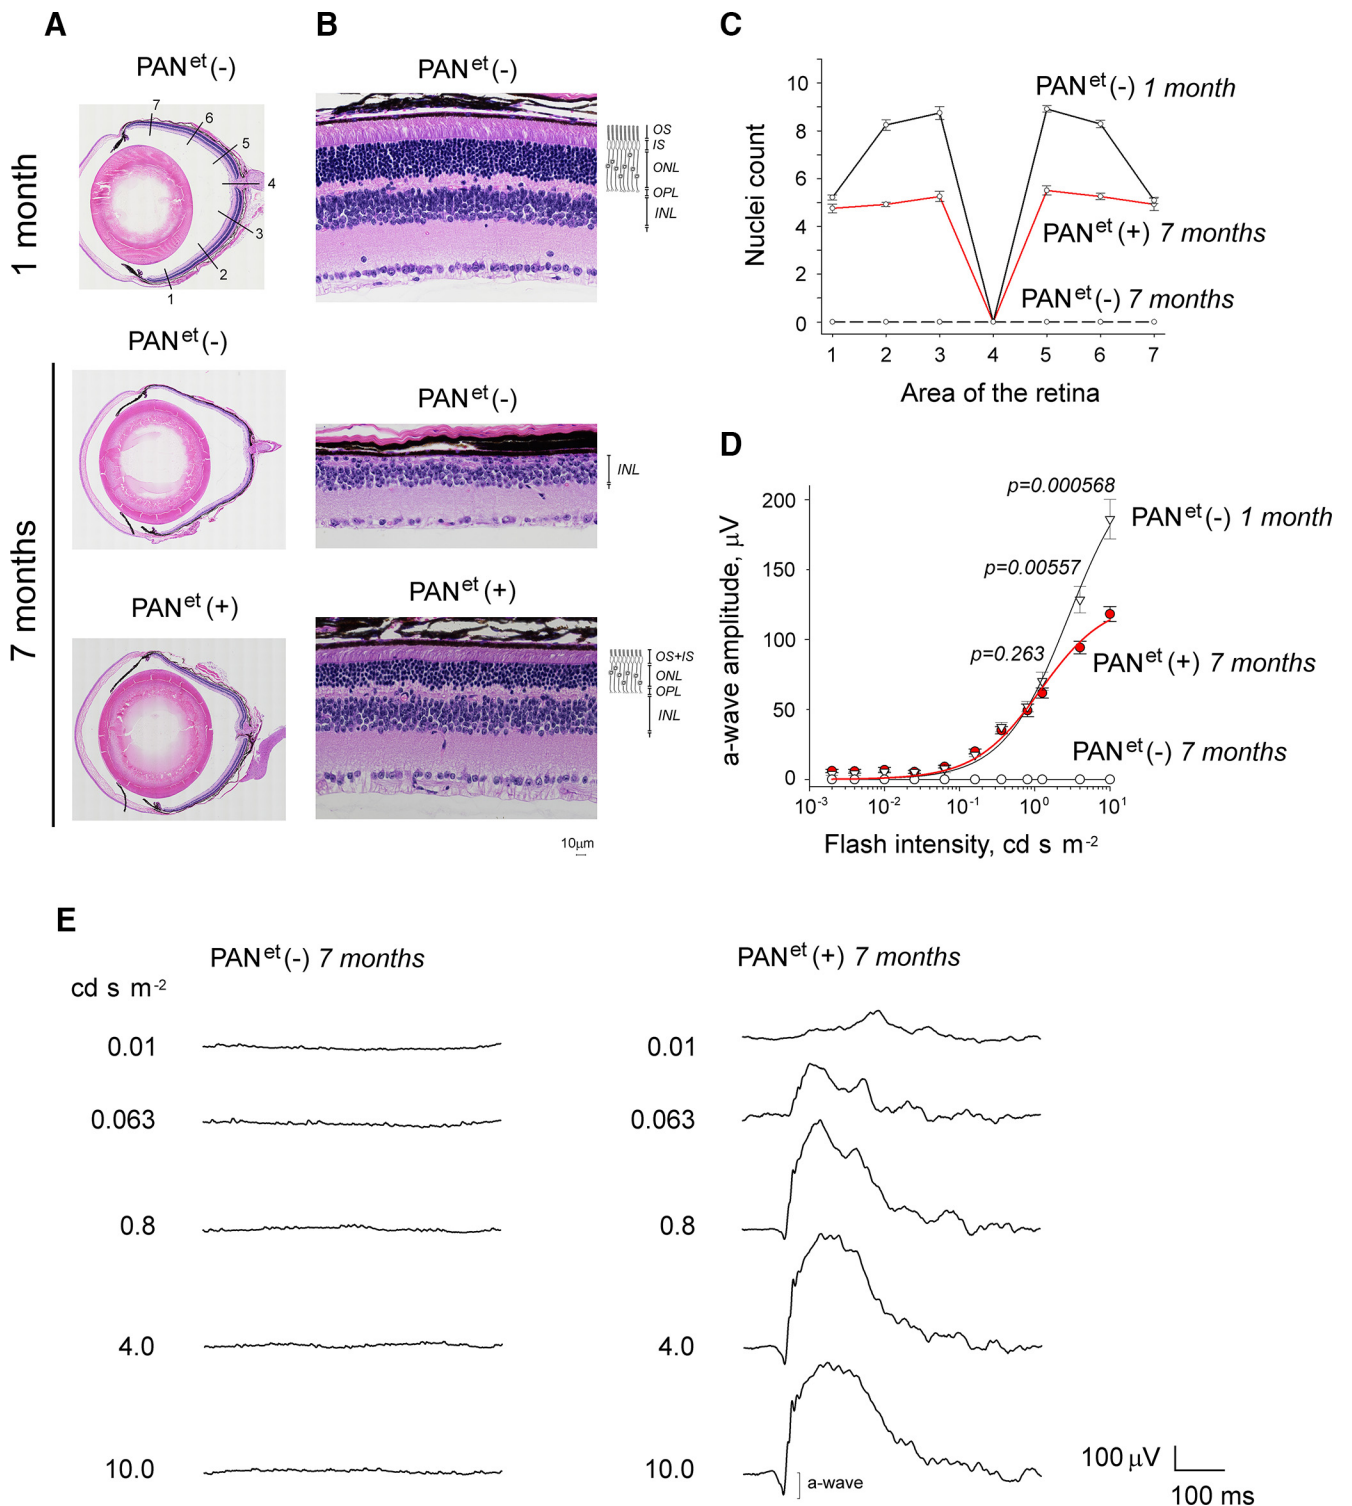 A
B
C
PANet(-)
PANet(-)
1 month
7
6
5
4
3
2
1
OS
IS
ONL
OPL
INL
Nuclei count
10
8
6
4
2
0
PANet(-) 1 month
PANet(+) 7 months
PANet(-) 7 months
1 2 3 4 5 6 7
Area of the retina
7 months
PANet(-)
PANet(-)
INL
PANet(+)
PANet(+)
OS+IS
ONL
OPL
INL
10μm
D
a-wave amplitude, μV
200
150
100
50
0
p=0.000568
p=0.00557
p=0.263
PANet(-) 1 month
PANet(+) 7 months
PANet(-) 7 months
10-3 10-2 10-1 100 101
Flash intensity, cd s m-2
E
PANet(-) 7 months
PANet(+) 7 months
cd s m-2
0.01
0.01
0.063
0.063
0.8
0.8
4.0
4.0
10.0
10.0
a-wave
100 μV
100 ms